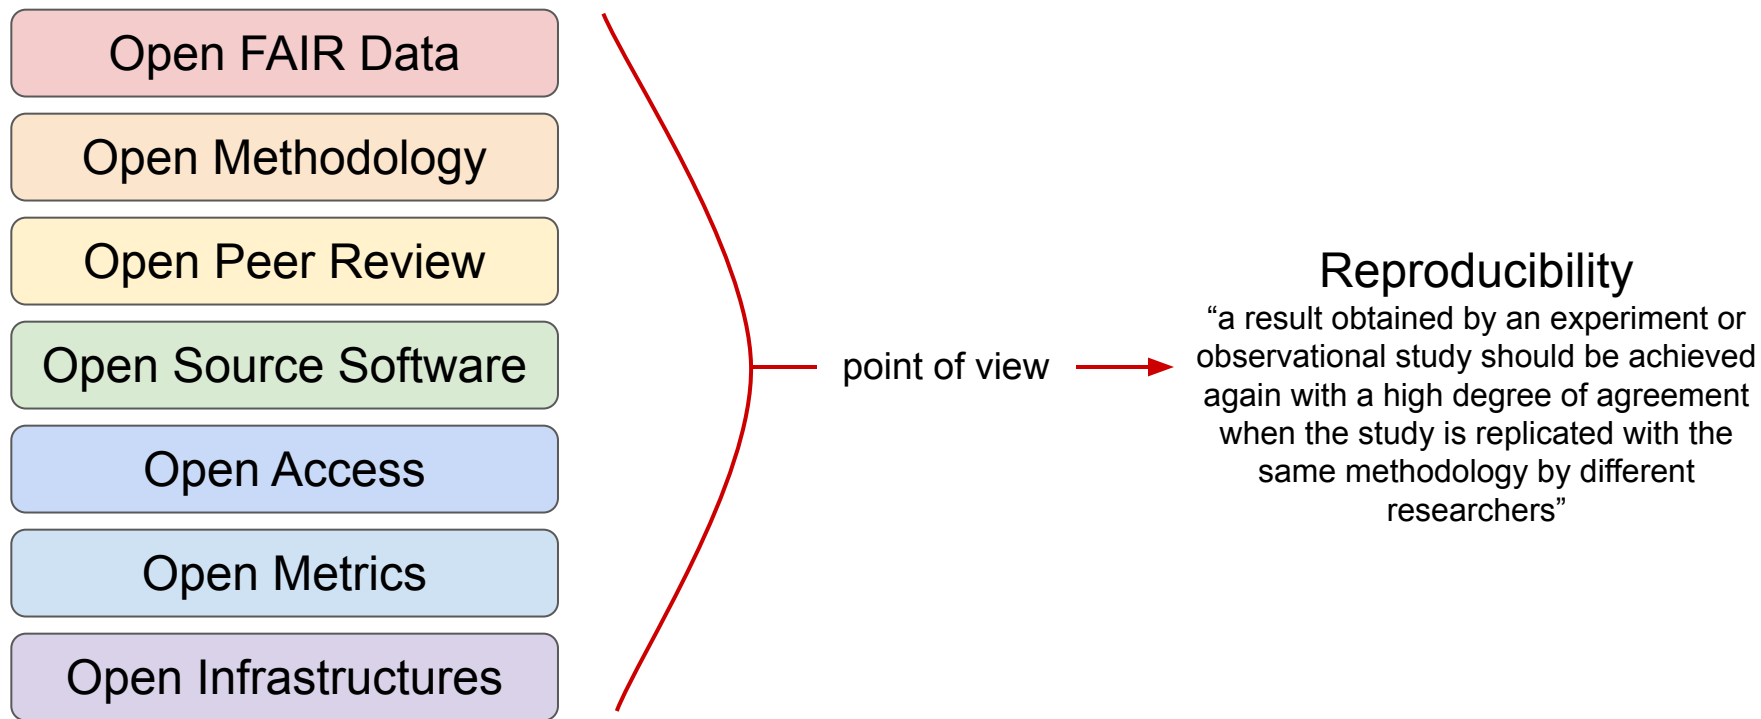 Open FAIR Data
Open Methodology
Open Peer Review
Open Source Software
Open Access
Open Metrics
Open Infrastructures
point of view
Reproducibility
“a result obtained by an experiment or
observational study should be achieved
again with a high degree of agreement
when the study is replicated with the
same methodology by different
researchers”